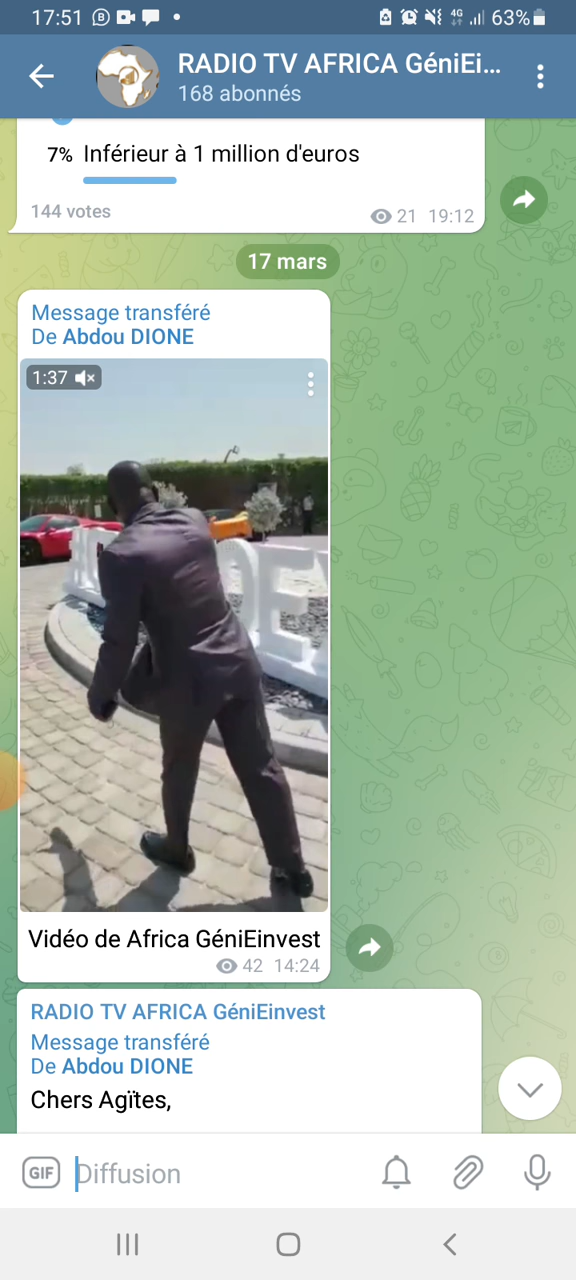 17:51 4G 63%
RADIO TV AFRICA GéniEi...
168 abonnés
7% Inférieur à 1 million d'euros
144 votes 21 19:12
17 mars
Message transféré
De Abdou DIONE
1:37
DE
Vidéo de Africa GéniEinvest
42 14:24
RADIO TV AFRICA GéniEinvest
Message transféré
De Abdou DIONE
Chers Agïtes,
GIF Diffusion